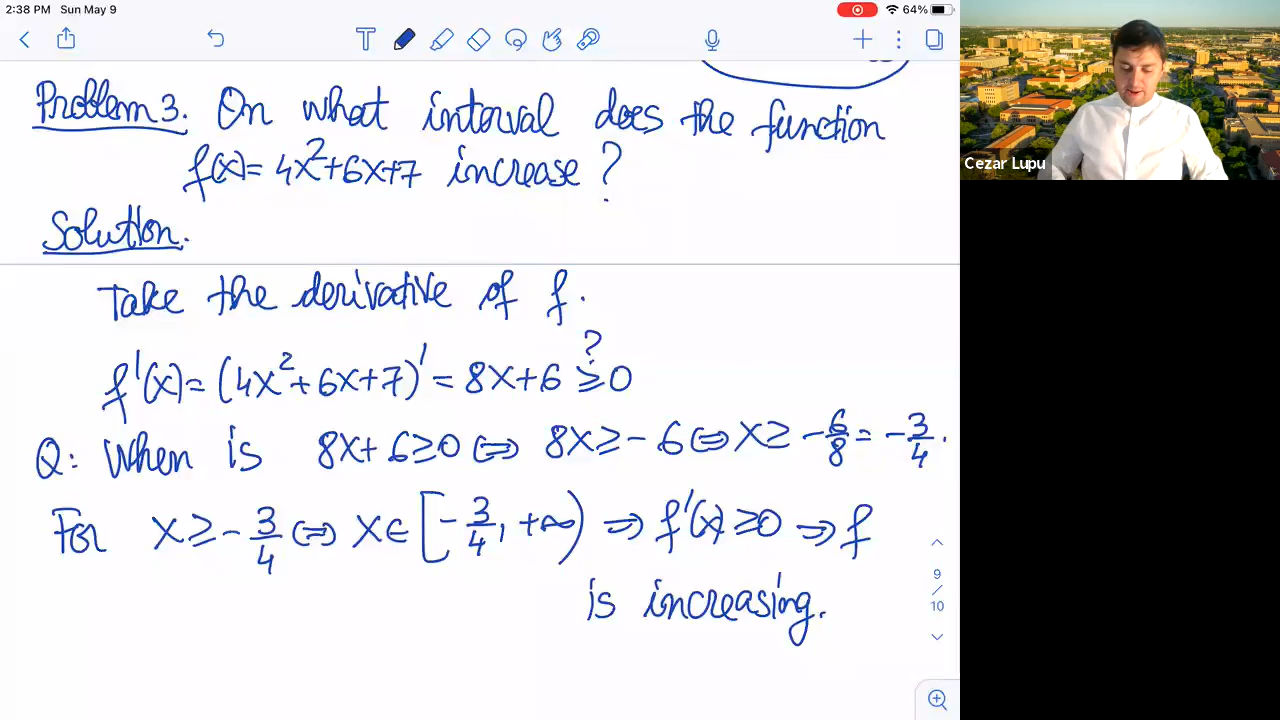 2:38 PM Sun May 9
64%
Problem 3. On what interval does the function
f(x)= 4x²+6x+7 increase ?
Cezar Lupu
Solution.
Take the derivative of f.
?
f'(x)= (4x²+6x+7)' = 8x+6 ≥0
Q: When is 8x+6≥0 ⇔ 8x≥-6 ⇔ x≥ -6/8 = -3/4.
For x≥-3/4 ⇔ x∈[-3/4, +∞) ⇒ f'(x)≥0 ⇒ f
is increasing.
9
/
10